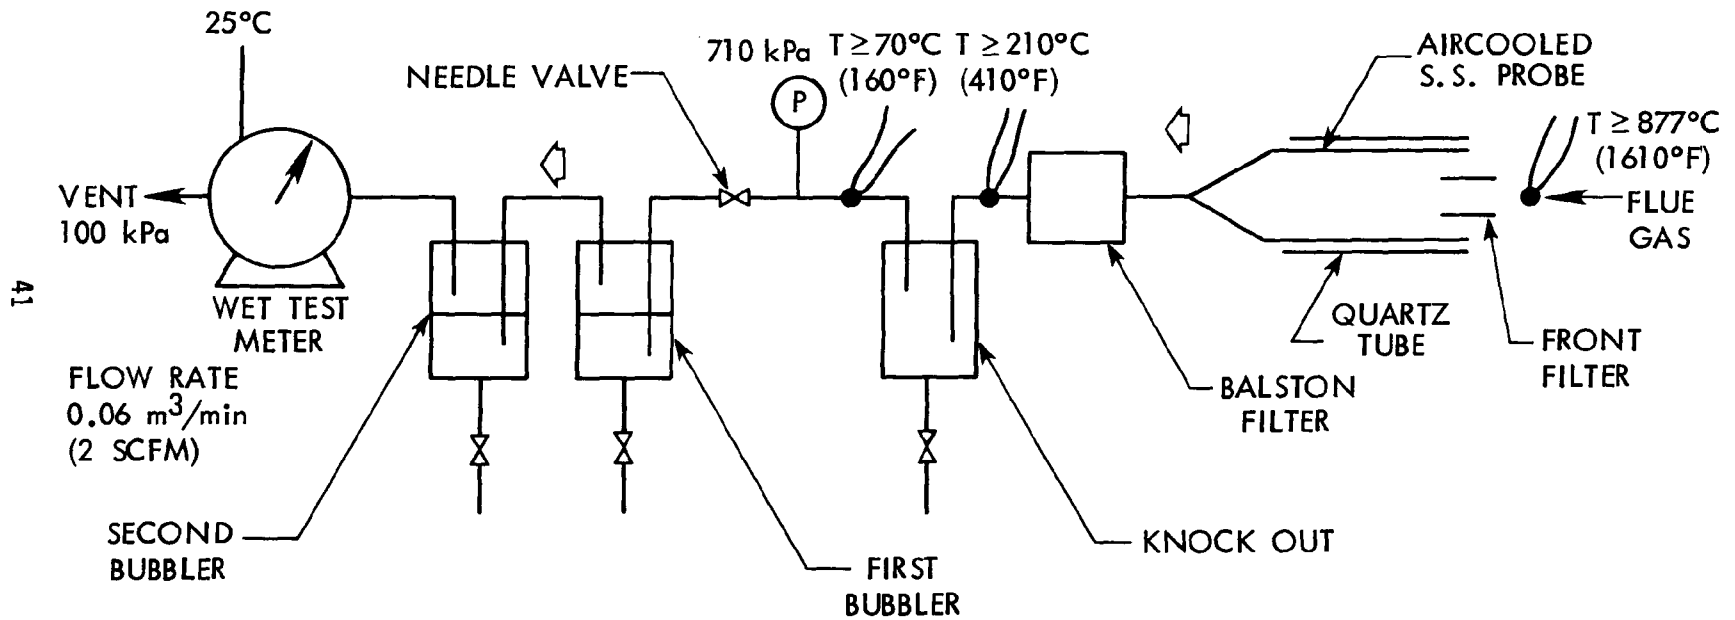 25°C
NEEDLE VALVE
710 kPa
P
T ≥ 70°C
(160°F)
T ≥ 210°C
(410°F)
AIRCOOLED
S. S. PROBE
T ≥ 877°C
(1610°F)
FLUE
GAS
VENT
100 kPa
WET TEST
METER
FLOW RATE
0.06 m³/min
(2 SCFM)
QUARTZ
TUBE
FRONT
FILTER
BALSTON
FILTER
SECOND
BUBBLER
FIRST
BUBBLER
KNOCK OUT
41